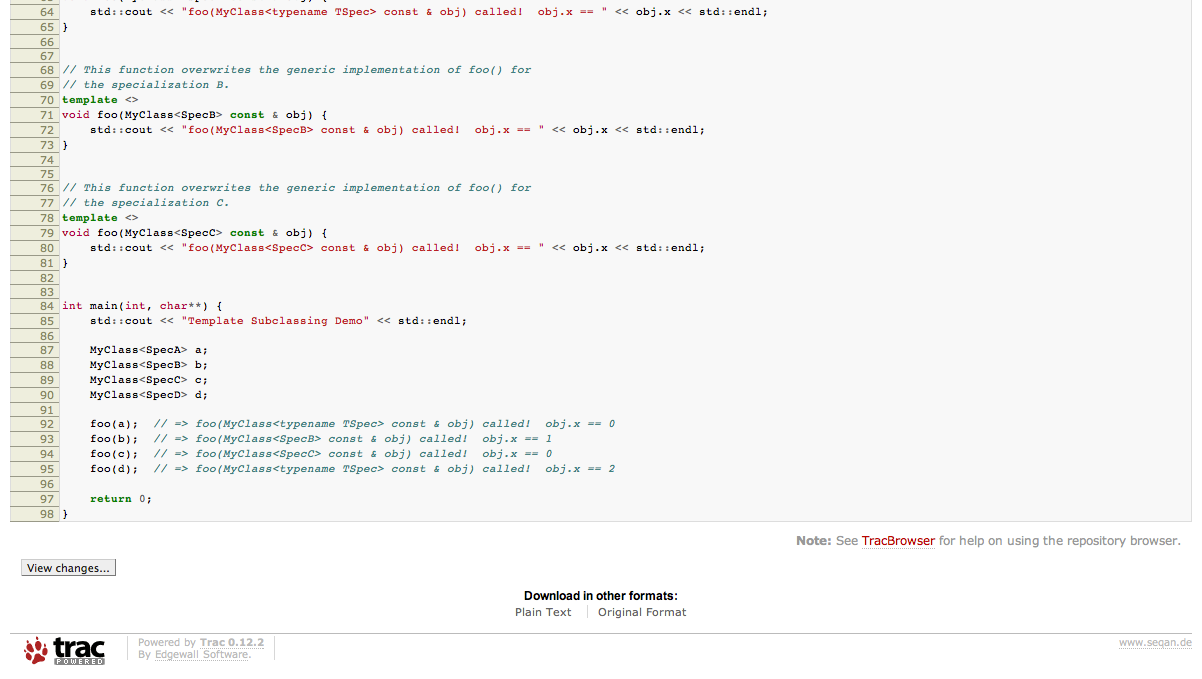 64     std::cout << "foo(MyClass<typename TSpec> const & obj) called!  obj.x == " << obj.x << std::endl;
65 }
66
67
68 // This function overwrites the generic implementation of foo() for
69 // the specialization B.
70 template <>
71 void foo(MyClass<SpecB> const & obj) {
72     std::cout << "foo(MyClass<SpecB> const & obj) called!  obj.x == " << obj.x << std::endl;
73 }
74
75
76 // This function overwrites the generic implementation of foo() for
77 // the specialization C.
78 template <>
79 void foo(MyClass<SpecC> const & obj) {
80     std::cout << "foo(MyClass<SpecC> const & obj) called!  obj.x == " << obj.x << std::endl;
81 }
82
83
84 int main(int, char**) {
85     std::cout << "Template Subclassing Demo" << std::endl;
86
87     MyClass<SpecA> a;
88     MyClass<SpecB> b;
89     MyClass<SpecC> c;
90     MyClass<SpecD> d;
91
92     foo(a);  // => foo(MyClass<typename TSpec> const & obj) called!  obj.x == 0
93     foo(b);  // => foo(MyClass<SpecB> const & obj) called!  obj.x == 1
94     foo(c);  // => foo(MyClass<SpecC> const & obj) called!  obj.x == 0
95     foo(d);  // => foo(MyClass<typename TSpec> const & obj) called!  obj.x == 2
96
97     return 0;
98 }
Note: See TracBrowser for help on using the repository browser.
View changes...
Download in other formats:
Plain Text Original Format
trac POWERED
Powered by Trac 0.12.2
By Edgewall Software.
www.seqan.de